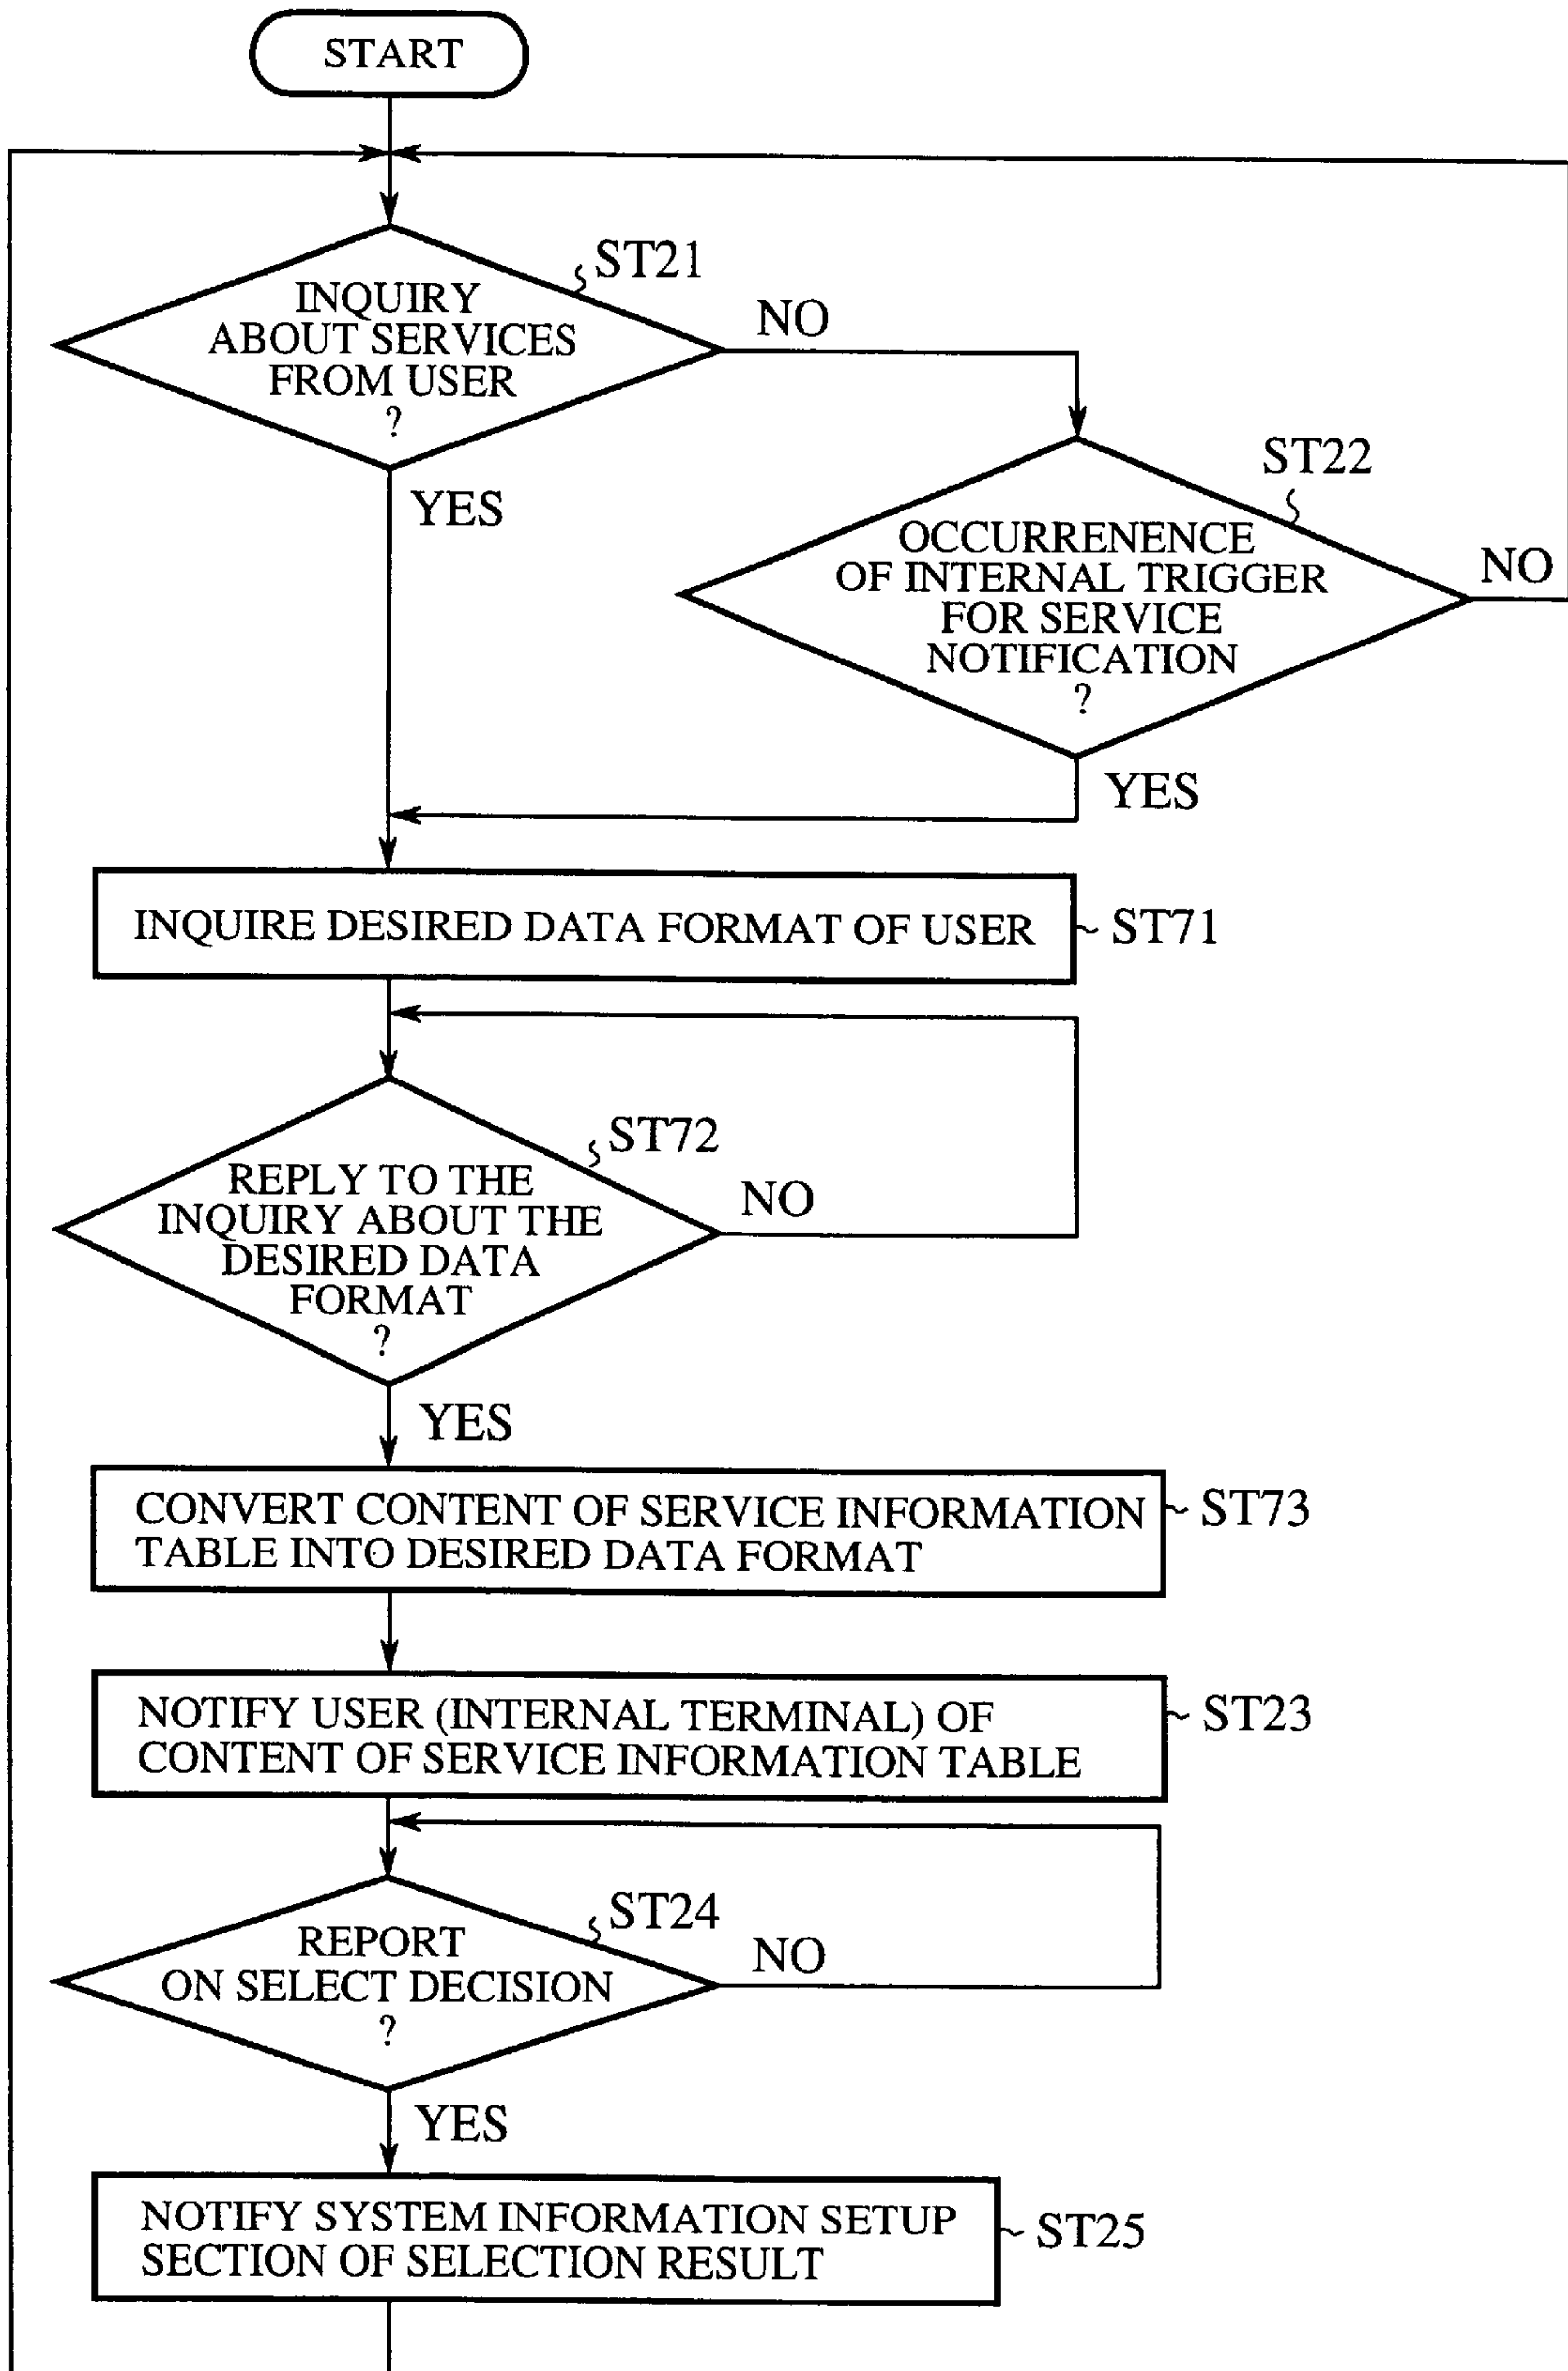 START
ST21
INQUIRY
ABOUT SERVICES
FROM USER
?
NO
YES
ST22
OCCURRENENCE
OF INTERNAL TRIGGER
FOR SERVICE
NOTIFICATION
?
NO
YES
INQUIRE DESIRED DATA FORMAT OF USER
ST71
ST72
REPLY TO THE
INQUIRY ABOUT THE
DESIRED DATA
FORMAT
?
NO
YES
CONVERT CONTENT OF SERVICE INFORMATION
TABLE INTO DESIRED DATA FORMAT
ST73
NOTIFY USER (INTERNAL TERMINAL) OF
CONTENT OF SERVICE INFORMATION TABLE
ST23
ST24
REPORT
ON SELECT DECISION
?
NO
YES
NOTIFY SYSTEM INFORMATION SETUP
SECTION OF SELECTION RESULT
ST25